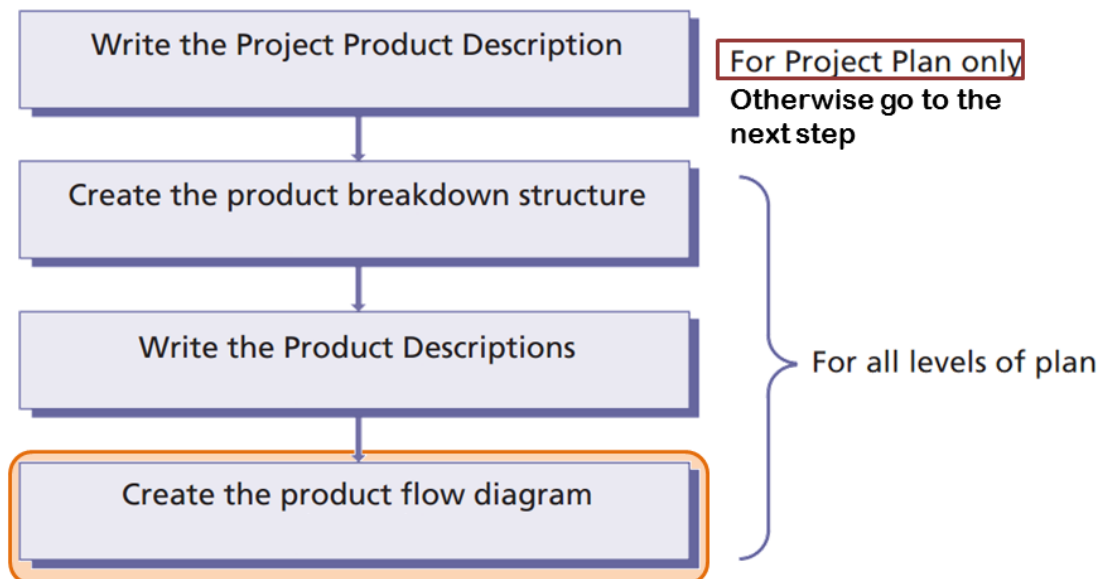 Write the Project Product Description
For Project Plan only
Otherwise go to the
next step
Create the product breakdown structure
Write the Product Descriptions
For all levels of plan
Create the product flow diagram